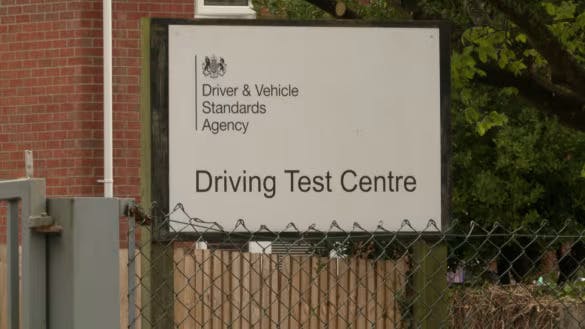 Driver & Vehicle
Standards
Agency
Driving Test Centre